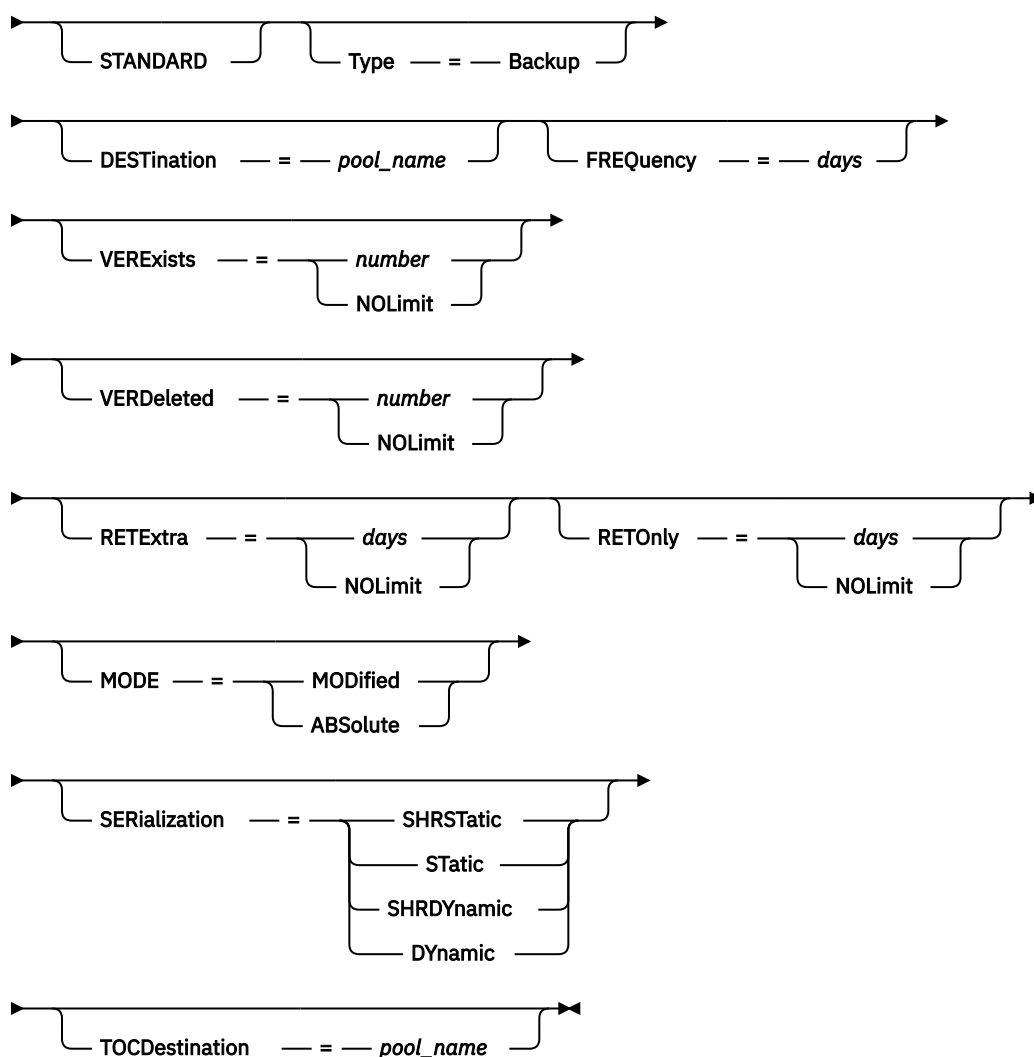 STANDARD Type = Backup
DESTination = pool_name FREQuency = days
VERExists = number
NOLimit
VERDeleted = number
NOLimit
RETExtra = days RETOnly = days
NOLimit NOLimit
MODE = MODified
ABSolute
SERialization = SHRSTatic
STatic
SHRDYnamic
DYnamic
TOCDestination = pool_name